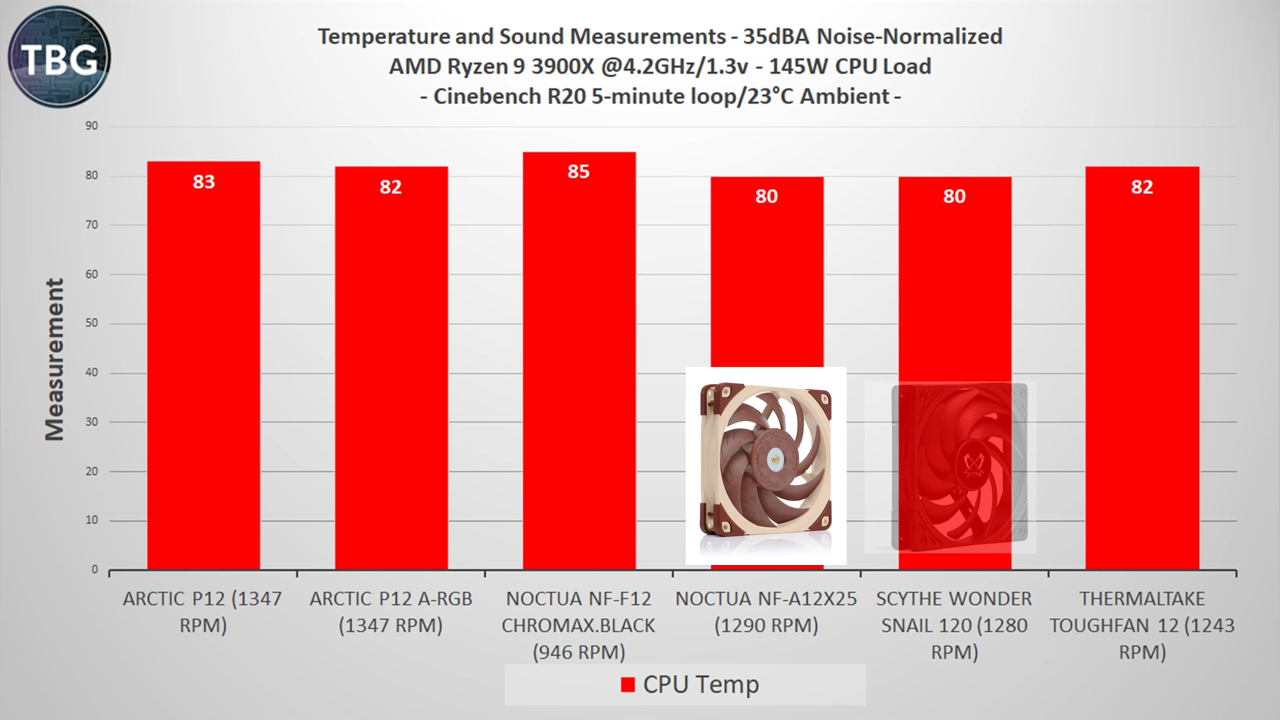 TBG
Temperature and Sound Measurements - 35dBA Noise-Normalized
AMD Ryzen 9 3900X @4.2GHz/1.3v - 145W CPU Load
- Cinebench R20 5-minute loop/23°C Ambient -
Measurement
90
80
70
60
50
40
30
20
10
0
83
82
85
80
80
82
ARCTIC P12 (1347
RPM)
ARCTIC P12 A-RGB
(1347 RPM)
NOCTUA NF-F12
CHROMAX.BLACK
(946 RPM)
NOCTUA NF-A12X25
(1290 RPM)
SCYTHE WONDER
SNAIL 120 (1280
RPM)
THERMALTAKE
TOUGHFAN 12 (1243
RPM)
CPU Temp